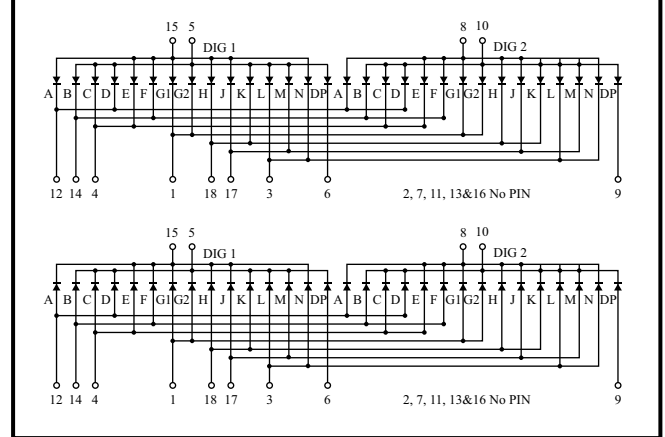 15 5 8 10
DIG 1 DIG 2
A B C D E F G1 G2 H J K L M N DP A B C D E F G1 G2 H J K L M N DP
12 14 4 1 18 17 3 6 2, 7, 11, 13&16 No PIN 9
15 5 8 10
DIG 1 DIG 2
A B C D E F G1 G2 H J K L M N DP A B C D E F G1 G2 H J K L M N DP
12 14 4 1 18 17 3 6 2, 7, 11, 13&16 No PIN 9